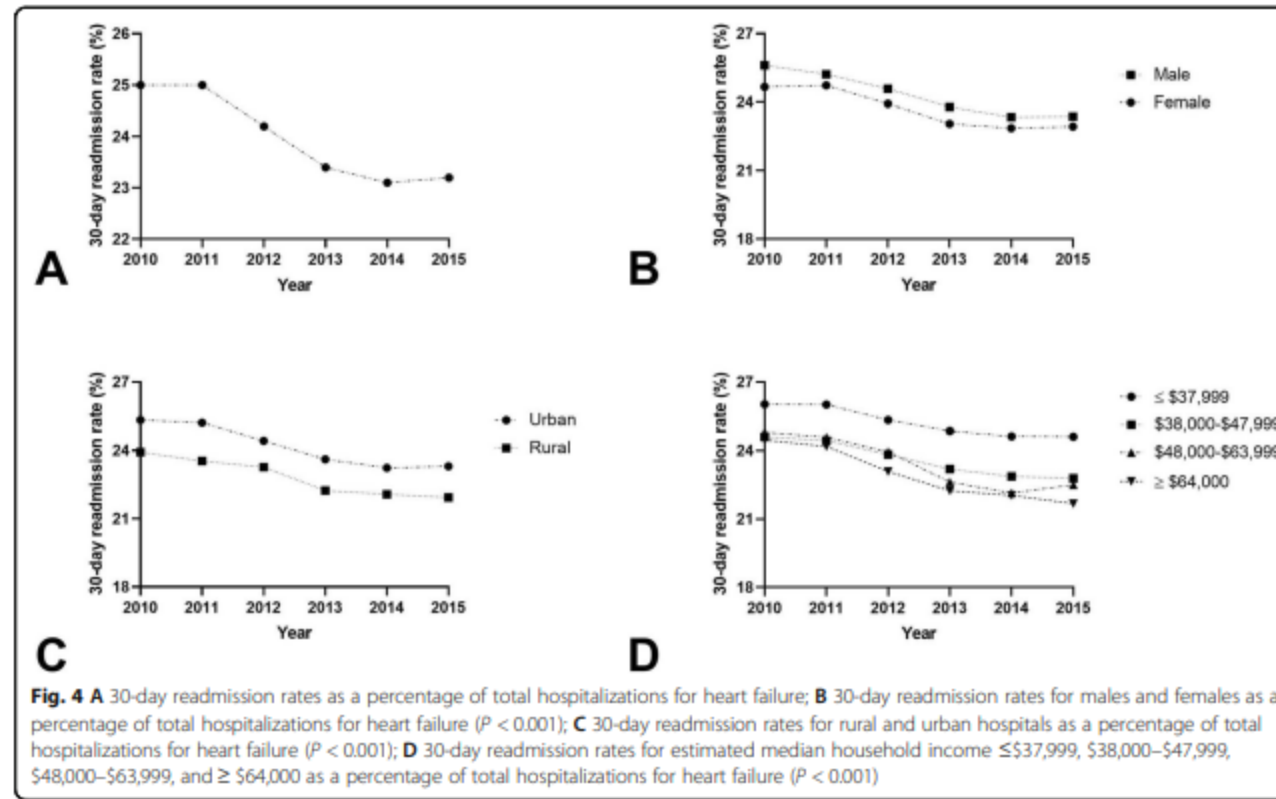 30-day readmission rate (%)
26
25
24
23
22
2010 2011 2012 2013 2014 2015
Year
A
30-day readmission rate (%)
27
24
21
18
2010 2011 2012 2013 2014 2015
Year
Male
Female
B
30-day readmission rate (%)
27
24
21
18
2010 2011 2012 2013 2014 2015
Year
Urban
Rural
C
30-day readmission rate (%)
27
24
21
18
2010 2011 2012 2013 2014 2015
Year
≤ $37,999
$38,000-$47,999
$48,000-$63,999
≥ $64,000
D
Fig. 4 A 30-day readmission rates as a percentage of total hospitalizations for heart failure; B 30-day readmission rates for males and females as a
percentage of total hospitalizations for heart failure (P < 0.001); C 30-day readmission rates for rural and urban hospitals as a percentage of total
hospitalizations for heart failure (P < 0.001); D 30-day readmission rates for estimated median household income ≤$37,999, $38,000–$47,999,
$48,000–$63,999, and ≥ $64,000 as a percentage of total hospitalizations for heart failure (P < 0.001)